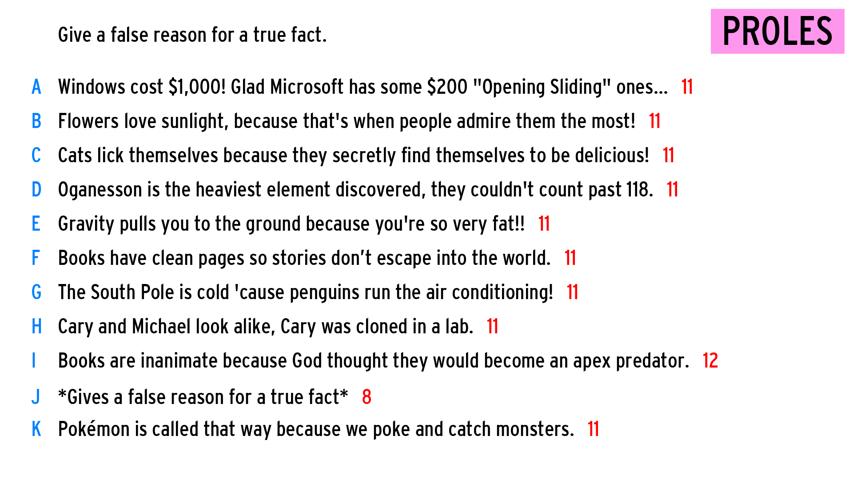 Give a false reason for a true fact.
PROLES
A Windows cost $1,000! Glad Microsoft has some $200 "Opening Sliding" ones... 11
B Flowers love sunlight, because that's when people admire them the most! 11
C Cats lick themselves because they secretly find themselves to be delicious! 11
D Oganesson is the heaviest element discovered, they couldn't count past 118. 11
E Gravity pulls you to the ground because you're so very fat!! 11
F Books have clean pages so stories don’t escape into the world. 11
G The South Pole is cold 'cause penguins run the air conditioning! 11
H Cary and Michael look alike, Cary was cloned in a lab. 11
I Books are inanimate because God thought they would become an apex predator. 12
J *Gives a false reason for a true fact* 8
K Pokémon is called that way because we poke and catch monsters. 11